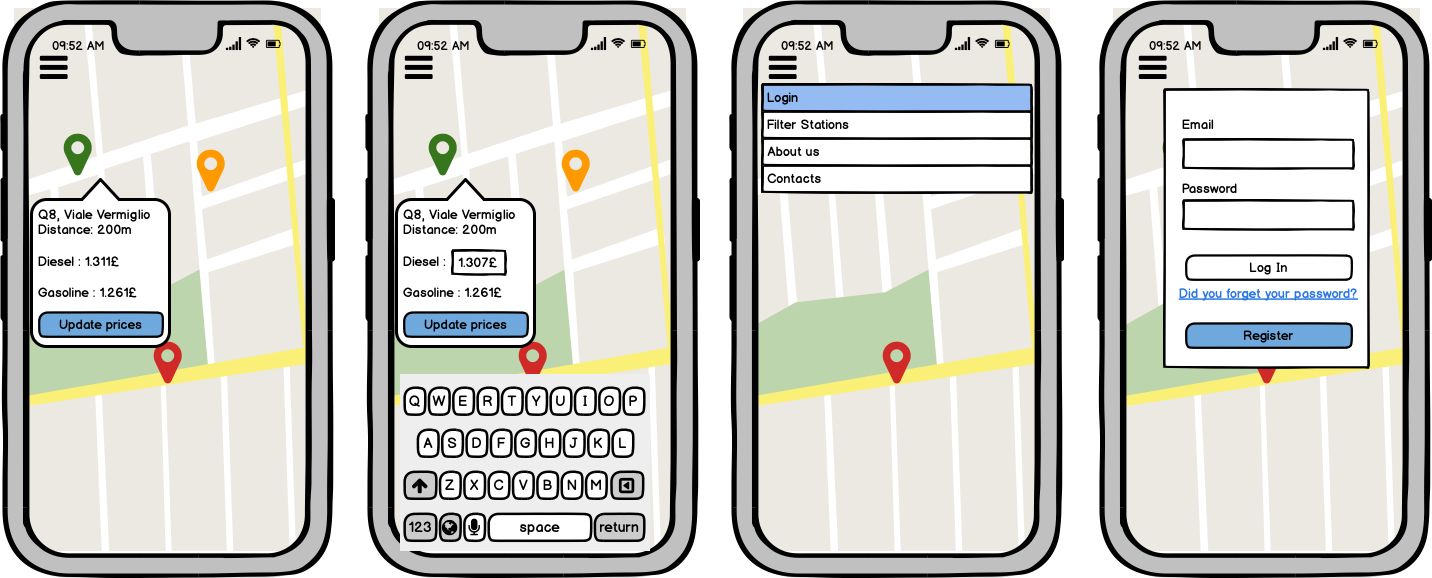 09:52 AM
Q8, Viale Vermiglio
Distance: 200m
Diesel : 1.311£
Gasoline : 1.261£
Update prices
09:52 AM
Q8, Viale Vermiglio
Distance: 200m
Diesel : 1.307£
Gasoline : 1.261£
Update prices
Q W E R T Y U I O P
A S D F G H J K L
Z X C V B N M
123 space return
09:52 AM
Login
Filter Stations
About us
Contacts
09:52 AM
Email
Password
Log In
Did you forget your password?
Register